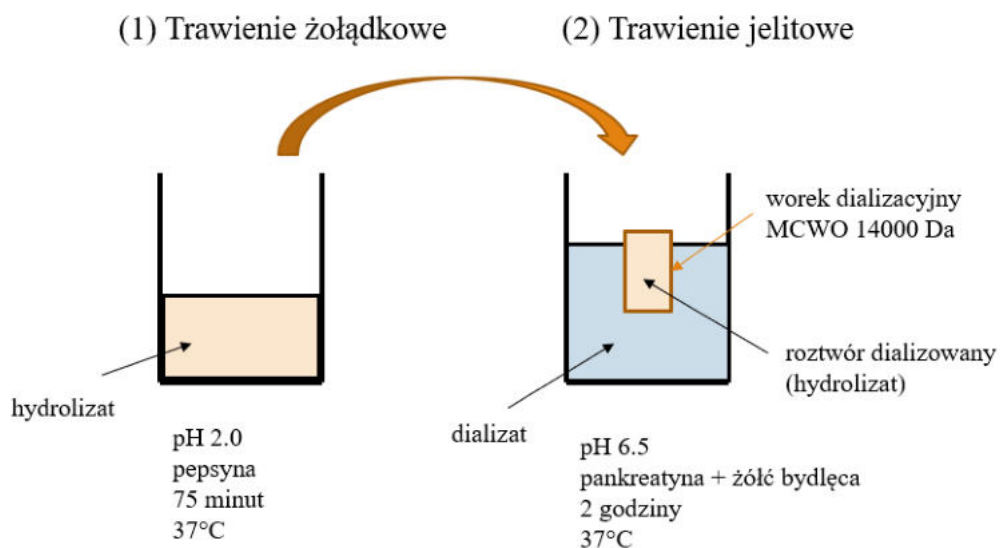 (1) Trawienie żołądkowe
(2) Trawienie jelitowe
worek dializacyjny
MCWO 14000 Da
roztwór dializowany
(hydrolizat)
hydrolizat
dializat
pH 2.0
pepsyna
75 minut
37°C
pH 6.5
pankreatyna + żółć bydlęca
2 godziny
37°C